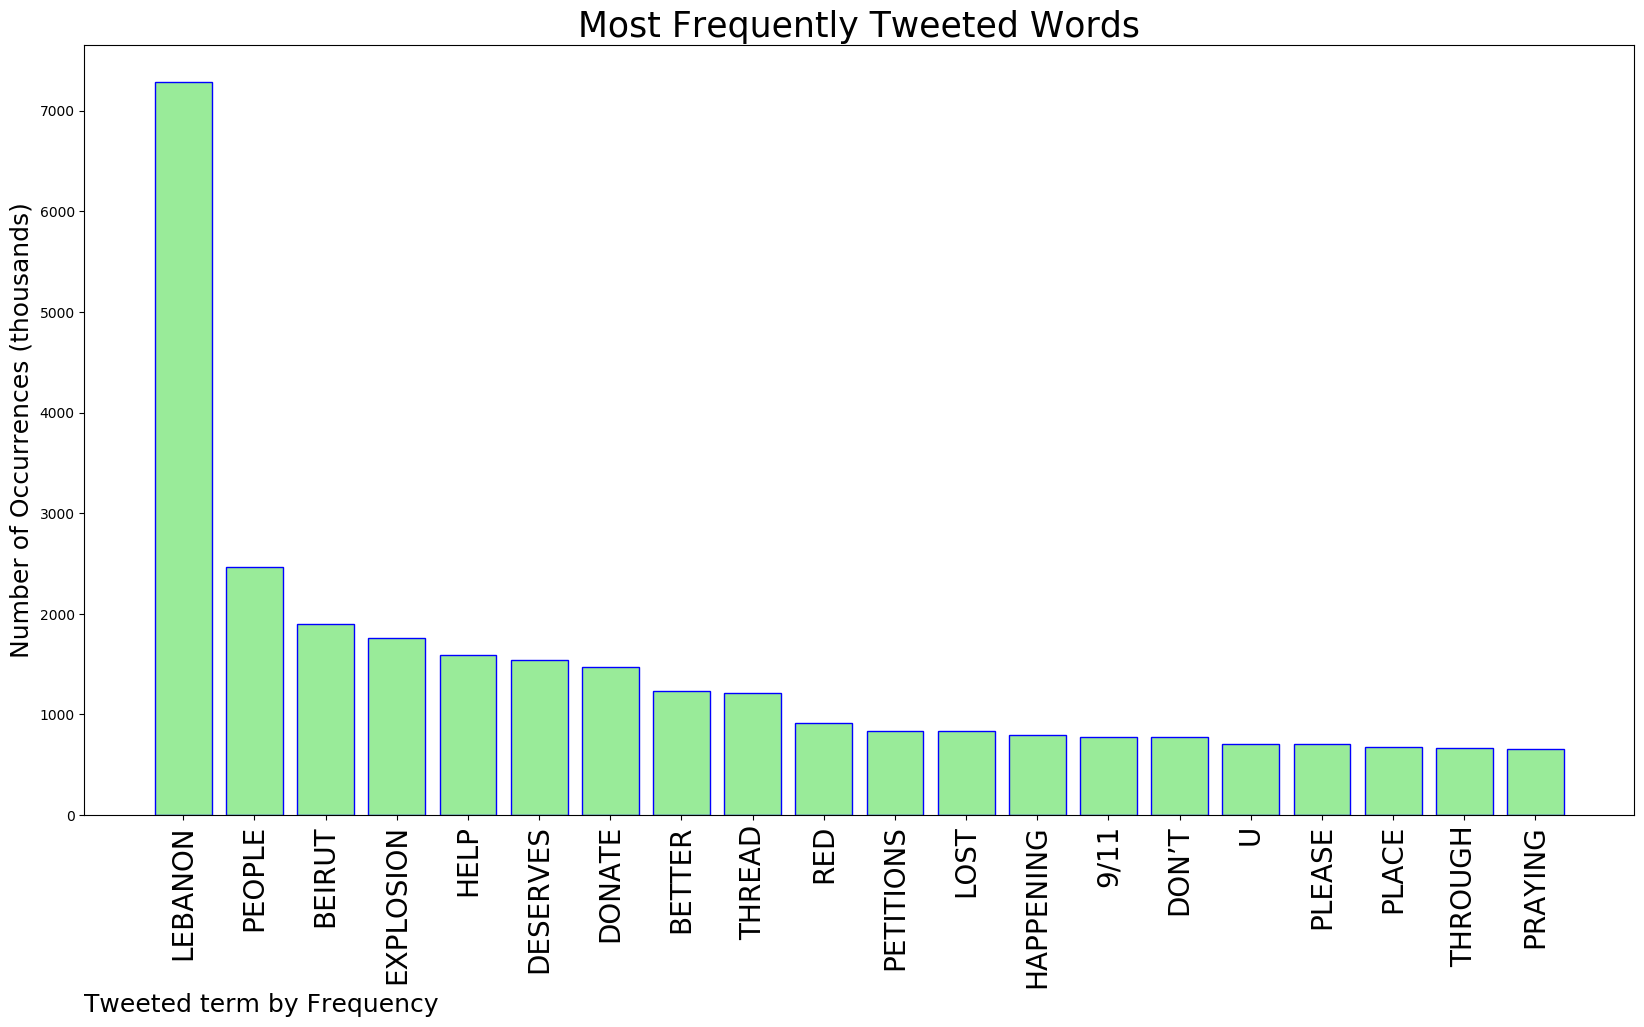 Most Frequently Tweeted Words
Number of Occurrences (thousands)
7000
6000
5000
4000
3000
2000
1000
0
LEBANON
PEOPLE
BEIRUT
EXPLOSION
HELP
DESERVES
DONATE
BETTER
THREAD
RED
PETITIONS
LOST
HAPPENING
9/11
DON’T
U
PLEASE
PLACE
THROUGH
PRAYING
Tweeted term by Frequency